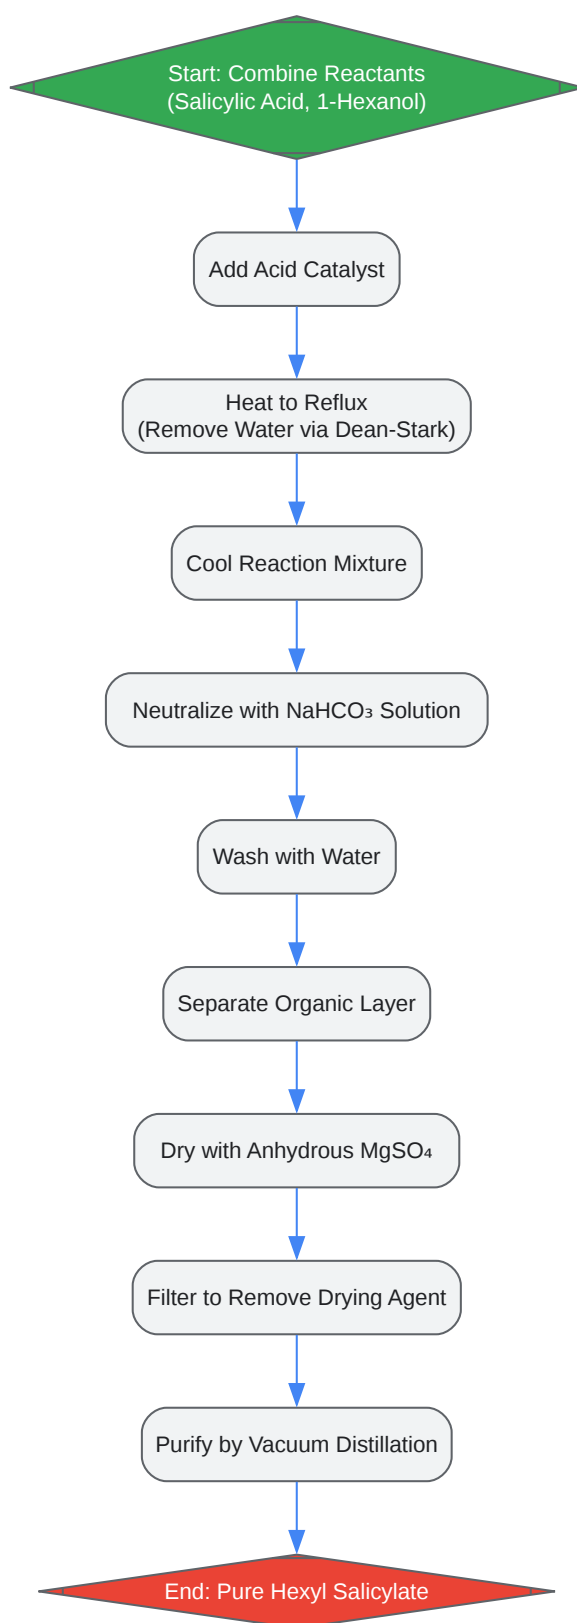 Start: Combine Reactants
(Salicylic Acid, 1-Hexanol)
Add Acid Catalyst
Heat to Reflux
(Remove Water via Dean-Stark)
Cool Reaction Mixture
Neutralize with NaHCO₃ Solution
Wash with Water
Separate Organic Layer
Dry with Anhydrous MgSO₄
Filter to Remove Drying Agent
Purify by Vacuum Distillation
End: Pure Hexyl Salicylate